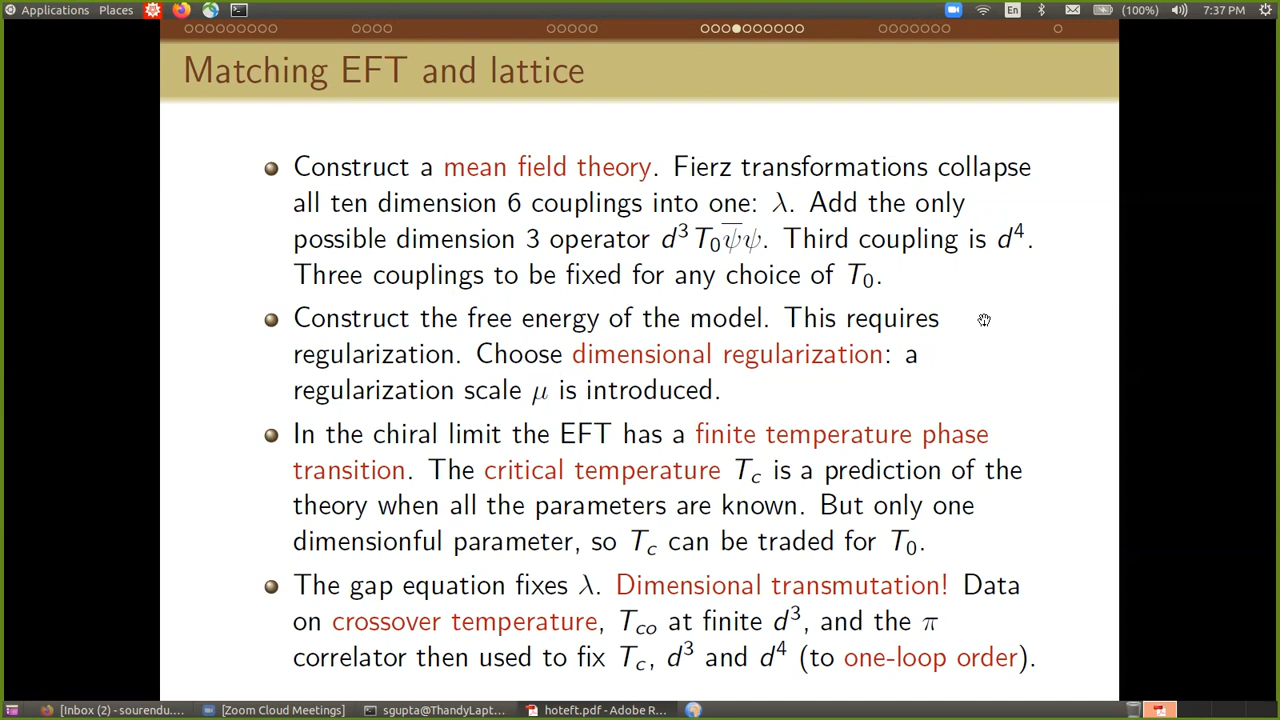 Applications Places En (100%) 7:37 PM
Matching EFT and lattice
Construct a mean field theory. Fierz transformations collapse
all ten dimension 6 couplings into one: λ. Add the only
possible dimension 3 operator d³T₀ψ̅ψ. Third coupling is d⁴.
Three couplings to be fixed for any choice of T₀.
Construct the free energy of the model. This requires
regularization. Choose dimensional regularization: a
regularization scale μ is introduced.
In the chiral limit the EFT has a finite temperature phase
transition. The critical temperature T_c is a prediction of the
theory when all the parameters are known. But only one
dimensionful parameter, so T_c can be traded for T₀.
The gap equation fixes λ. Dimensional transmutation! Data
on crossover temperature, T_co at finite d³, and the π
correlator then used to fix T_c, d³ and d⁴ (to one-loop order).
[Inbox (2) - sourendu.... [Zoom Cloud Meetings] sgupta@ThandyLapt... hoteft.pdf - Adobe R...